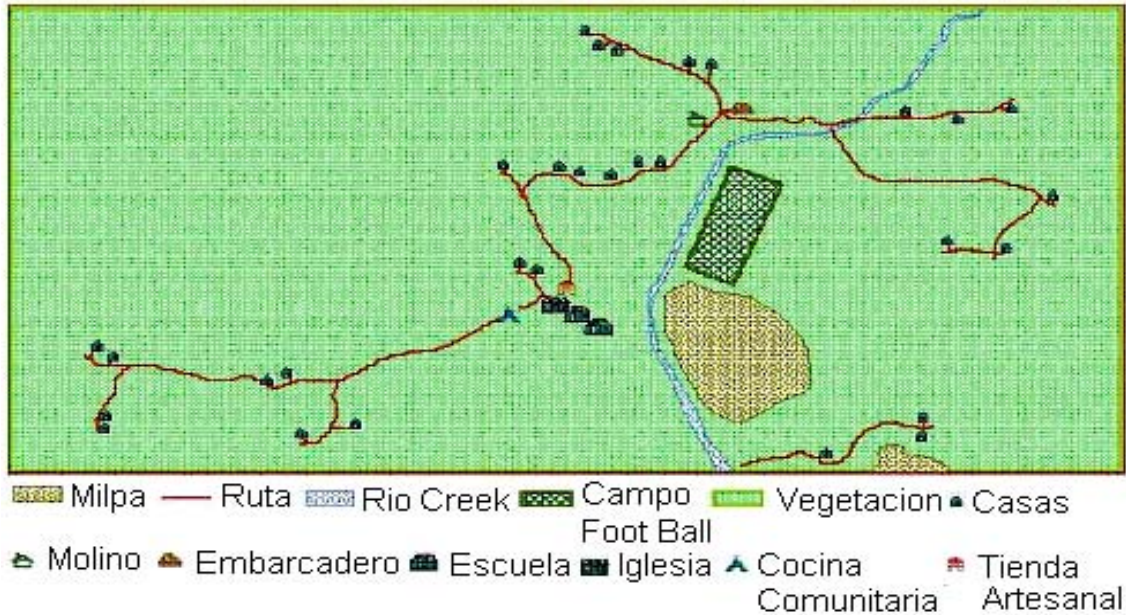 Milpa Ruta Rio Creek Campo Foot Ball Vegetacion Casas
Molino Embarcadero Escuela Iglesia Cocina Comunitaria Tienda Artesanal